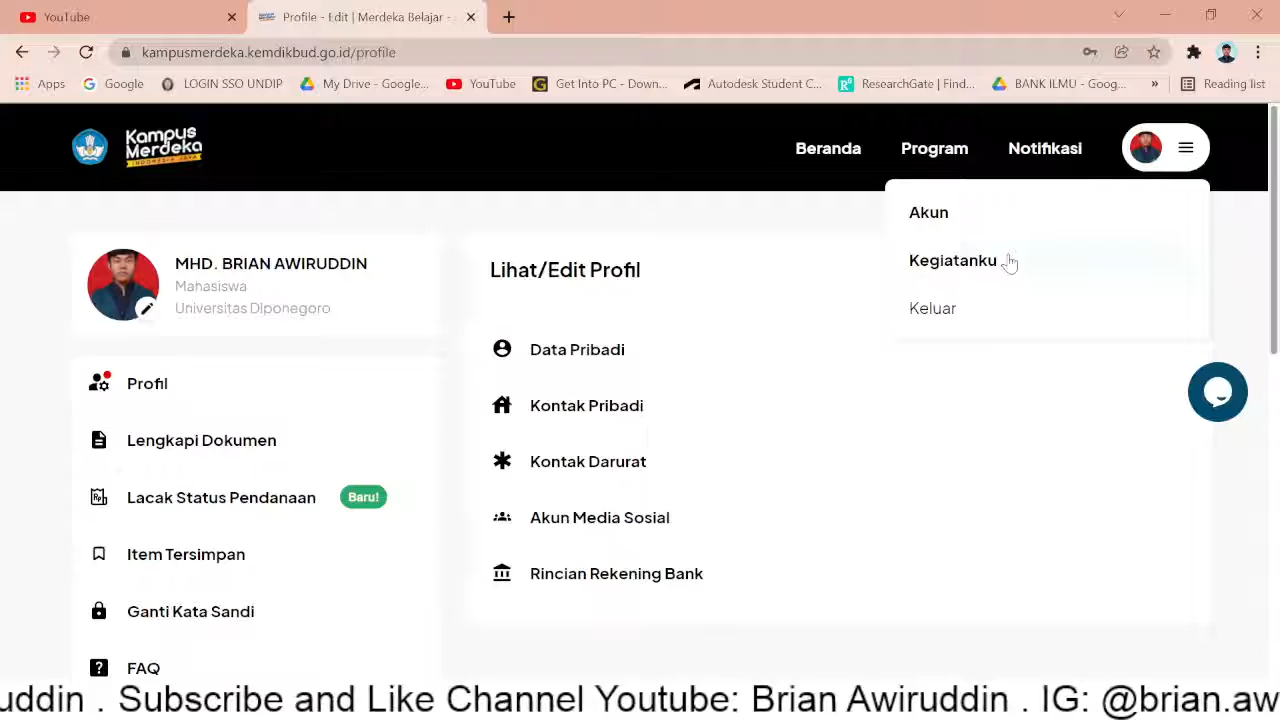 YouTube
Profile - Edit | Merdeka Belajar -
kampusmerdeka.kemdikbud.go.id/profile
Apps Google LOGIN SSO UNDIP My Drive - Google... YouTube Get Into PC - Down... Autodesk Student C... ResearchGate | Find... BANK ILMU - Goog... » Reading list
Kampus
Merdeka
INDONESIA JAYA
Beranda Program Notifikasi
Akun
Kegiatanku
Keluar
MHD. BRIAN AWIRUDDIN
Mahasiswa
Universitas Diponegoro
Profil
Lengkapi Dokumen
Lacak Status Pendanaan Baru!
Item Tersimpan
Ganti Kata Sandi
FAQ
Lihat/Edit Profil
Data Pribadi
Kontak Pribadi
Kontak Darurat
Akun Media Sosial
Rincian Rekening Bank
uddin . Subscribe and Like Channel Youtube: Brian Awiruddin . IG: @brian.aw